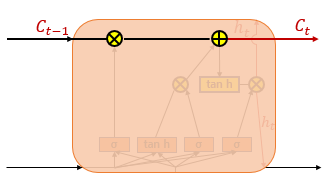 C_{t-1}
C_t
h_t
tan h
σ
tan h
σ
σ
h_t